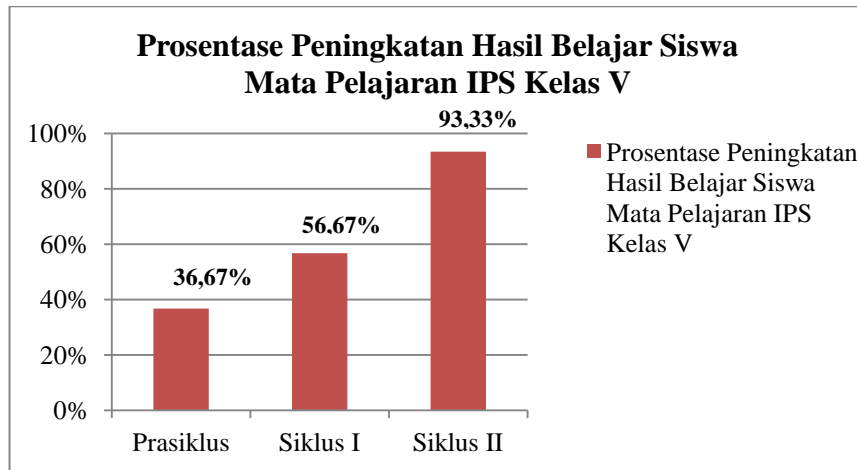 Prosentase Peningkatan Hasil Belajar Siswa
Mata Pelajaran IPS Kelas V
93,33%
100%
80%
56,67%
60%
36,67%
40%
20%
0%
Prasiklus
Siklus I
Siklus II
Prosentase Peningkatan
Hasil Belajar Siswa
Mata Pelajaran IPS
Kelas V